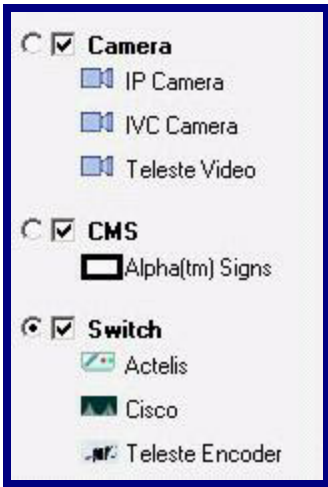 Camera
IP Camera
IVC Camera
Teleste Video
CMS
Alpha(tm) Signs
Switch
Actelis
Cisco
Teleste Encoder